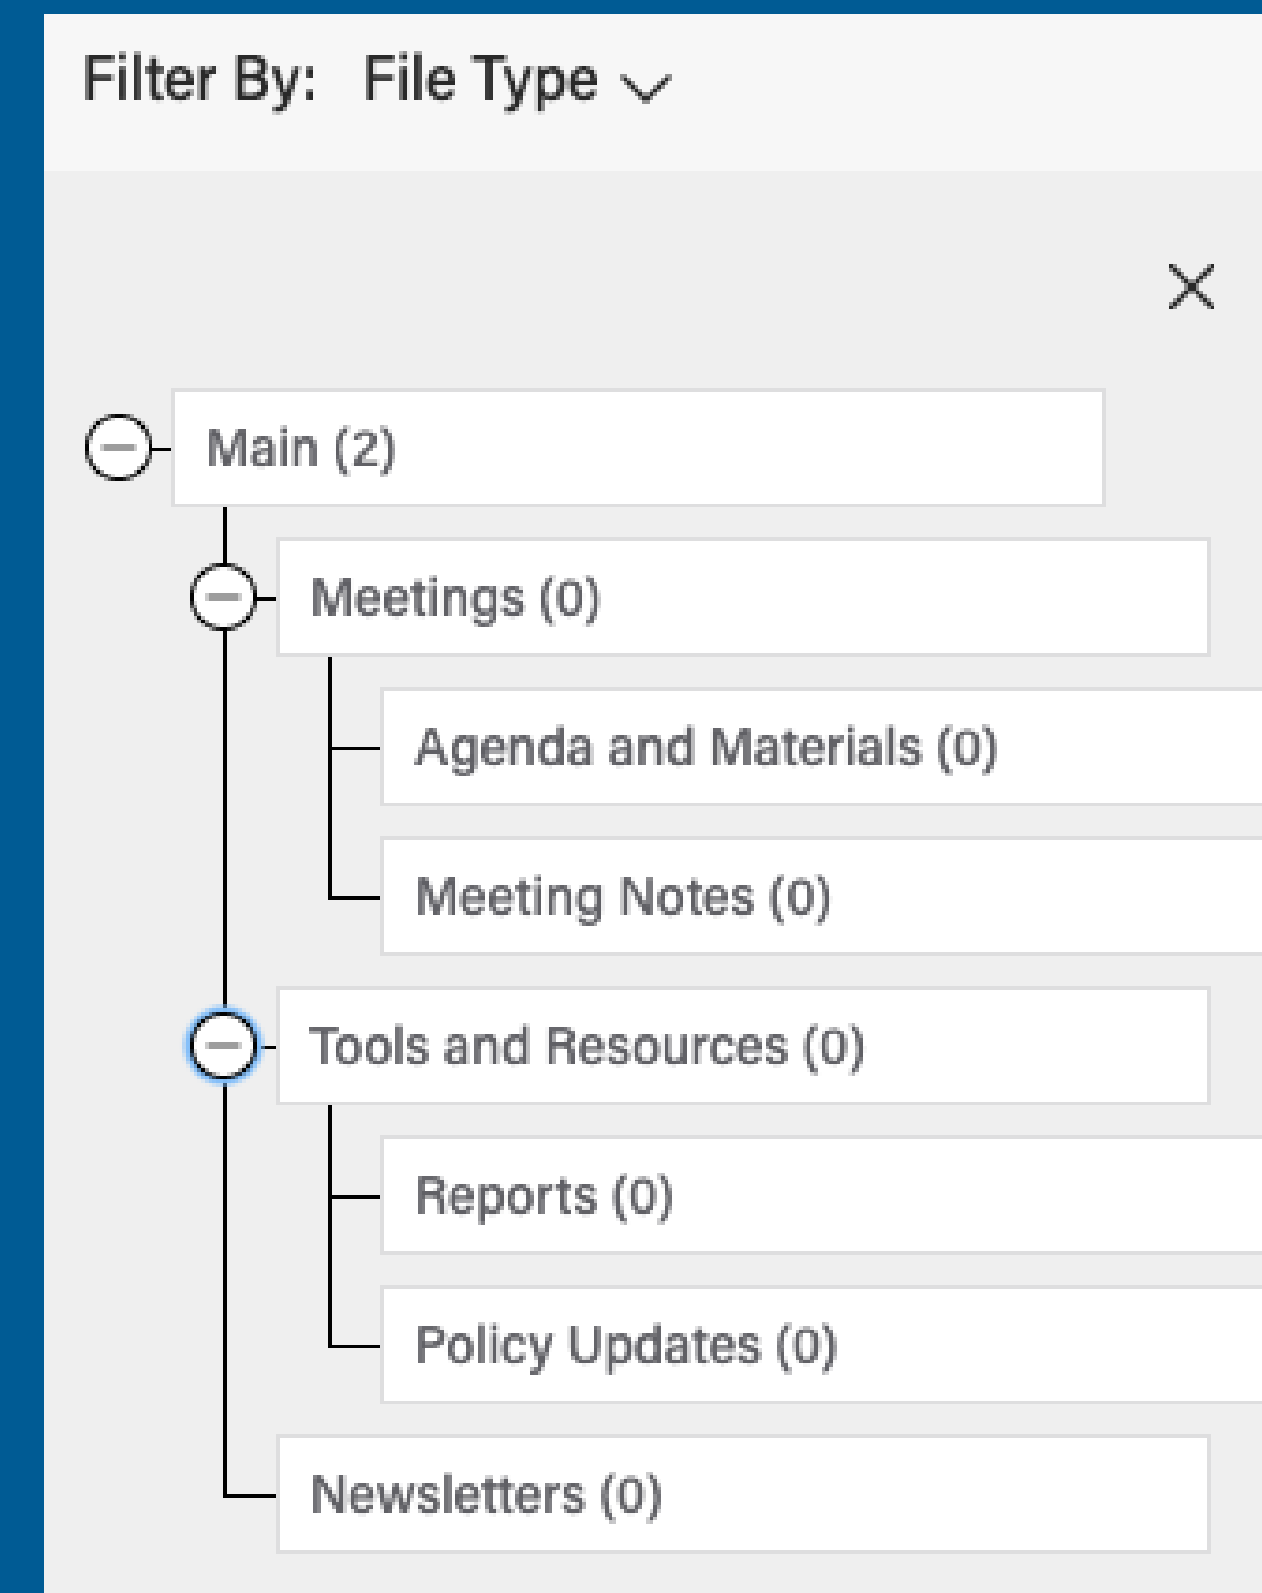 Filter By: File Type
Main (2)
Meetings (0)
Agenda and Materials (0)
Meeting Notes (0)
Tools and Resources (0)
Reports (0)
Policy Updates (0)
Newsletters (0)